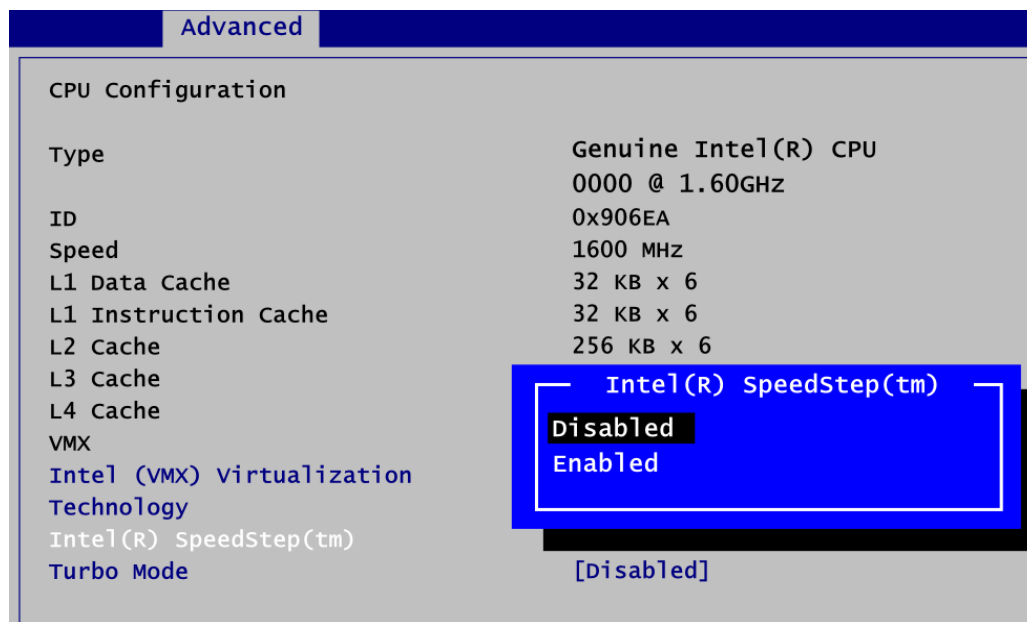 Advanced
CPU Configuration
Type Genuine Intel(R) CPU
0000 @ 1.60GHz
ID 0x906EA
Speed 1600 MHz
L1 Data Cache 32 KB x 6
L1 Instruction Cache 32 KB x 6
L2 Cache 256 KB x 6
L3 Cache
L4 Cache
VMX
Intel (VMX) Virtualization
Technology
Intel(R) SpeedStep(tm)
Turbo Mode [Disabled]
Intel(R) SpeedStep(tm)
Disabled
Enabled